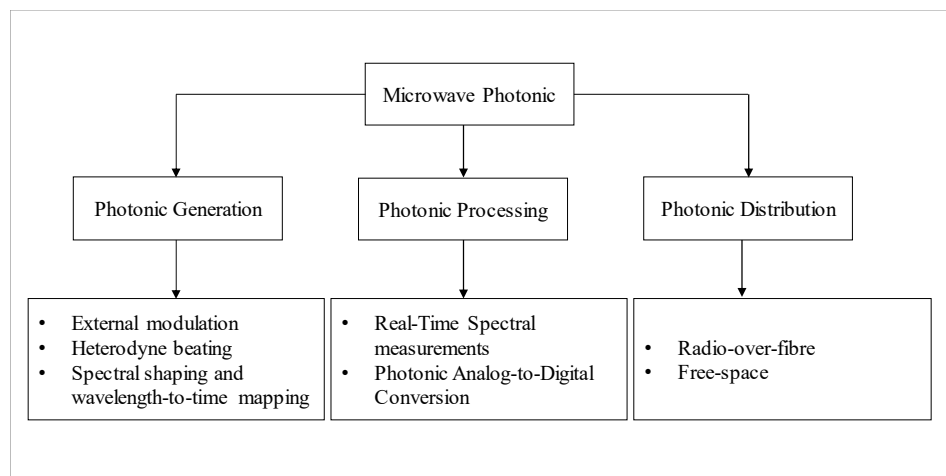 Microwave Photonic
Photonic Generation
Photonic Processing
Photonic Distribution
• External modulation
• Heterodyne beating
• Spectral shaping and
wavelength-to-time mapping
• Real-Time Spectral
measurements
• Photonic Analog-to-Digital
Conversion
• Radio-over-fibre
• Free-space